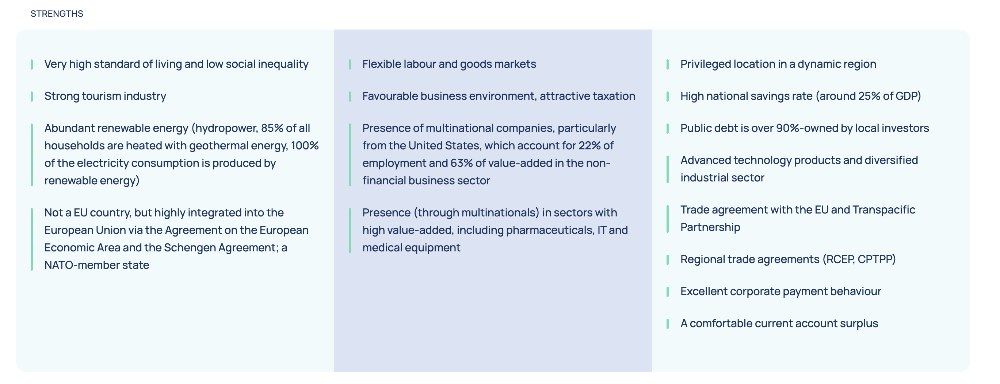 STRENGTHS
Very high standard of living and low social inequality
Strong tourism industry
Abundant renewable energy (hydropower, 85% of all
households are heated with geothermal energy, 100%
of the electricity consumption is produced by
renewable energy)
Not a EU country, but highly integrated into the
European Union via the Agreement on the European
Economic Area and the Schengen Agreement; a
NATO-member state
Flexible labour and goods markets
Favourable business environment, attractive taxation
Presence of multinational companies, particularly
from the United States, which account for 22% of
employment and 63% of value-added in the non-
financial business sector
Presence (through multinationals) in sectors with
high value-added, including pharmaceuticals, IT and
medical equipment
Privileged location in a dynamic region
High national savings rate (around 25% of GDP)
Public debt is over 90%-owned by local investors
Advanced technology products and diversified
industrial sector
Trade agreement with the EU and Transpacific
Partnership
Regional trade agreements (RCEP, CPTPP)
Excellent corporate payment behaviour
A comfortable current account surplus